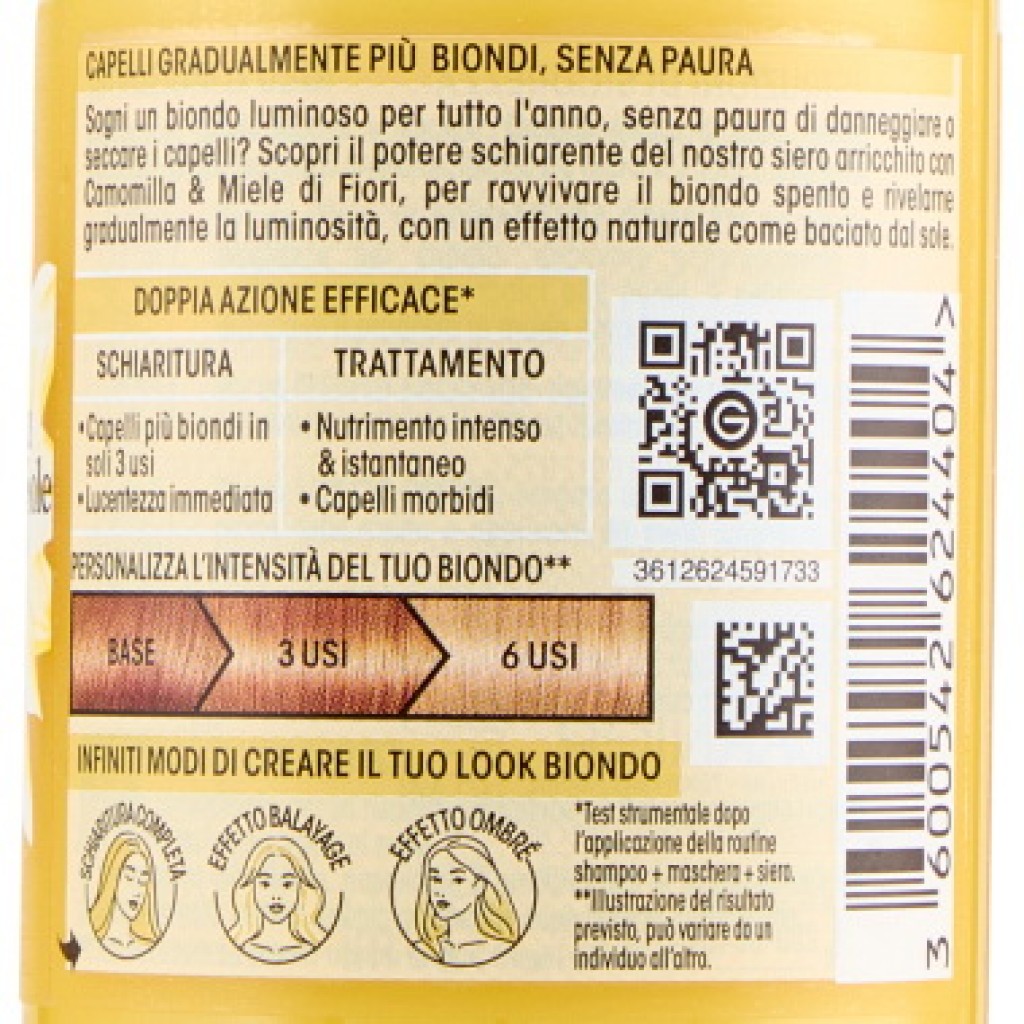 CAPELLI GRADUALMENTE PIÙ BIONDI, SENZA PAURA
Sogni un biondo luminoso per tutto l'anno, senza paura di danneggiare o
seccare i capelli? Scopri il potere schiarente del nostro siero arricchito con
Camomilla & Miele di Fiori, per ravvivare il biondo spento e rivelarne
gradualmente la luminosità, con un effetto naturale come baciato dal sole.
DOPPIA AZIONE EFFICACE*
SCHIARITURA
•Capelli più biondi in
soli 3 usi
•Lucentezza immediata
TRATTAMENTO
• Nutrimento intenso
& istantaneo
• Capelli morbidi
G
3612624591733
PERSONALIZZA L'INTENSITÀ DEL TUO BIONDO**
BASE
3 USI
6 USI
INFINITI MODI DI CREARE IL TUO LOOK BIONDO
SCHIARITURA COMPLETA
EFFETTO BALAYAGE
EFFETTO OMBRÉ
*Test strumentale dopo
l'applicazione della routine
shampoo + maschera + siero.
**Illustrazione del risultato
previsto, può variare da un
individuo all'altro.
3 600542 624404 >